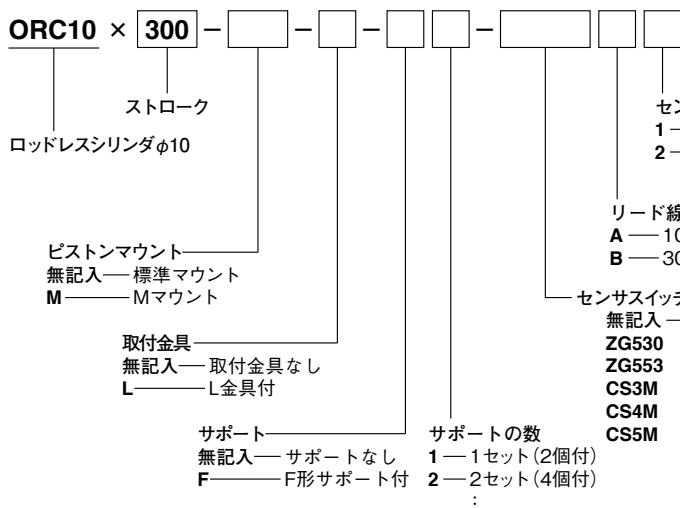 ORC10 × 300 − − − −
ストローク
ロッドレスシリンダφ10
セン
1
2
リード線
A — 10
B — 30
ピストンマウント
無記入 — 標準マウント
M — Mマウント
センサスイッチ
無記入
ZG530
ZG553
CS3M
CS4M
CS5M
取付金具
無記入 — 取付金具なし
L — L金具付
サポート
無記入 — サポートなし
F — F形サポート付
サポートの数
1 — 1セット(2個付)
2 — 2セット(4個付)
: